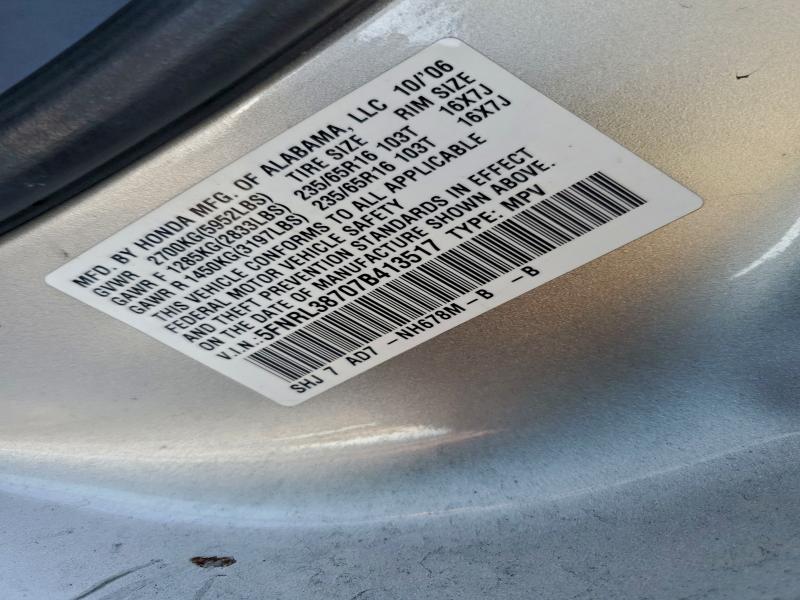 MFD. BY HONDA MFG. OF ALABAMA, LLC 10/'06
GVWR 2700KG(5952LBS) TIRE SIZE RIM SIZE
GAWR F 1285KG(2833LBS) 235/65R16 103T 16X7J
GAWR R 1450KG(3197LBS) 235/65R16 103T 16X7J
THIS VEHICLE CONFORMS TO ALL APPLICABLE
FEDERAL MOTOR VEHICLE SAFETY
AND THEFT PREVENTION STANDARDS IN EFFECT
ON THE DATE OF MANUFACTURE SHOWN ABOVE.
V.I.N.:5FNRL38707B413517 TYPE: MPV
SHJ 7 AD7 -NH678M-B -B